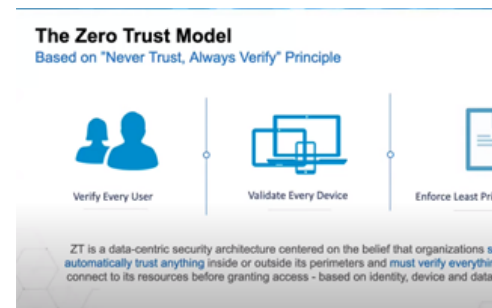 The Zero Trust Model
Based on "Never Trust, Always Verify" Principle
Verify Every User
Validate Every Device
Enforce Least
ZT is a data-centric security architecture centered on the belief that organizations
automatically trust anything inside or outside its perimeters and must verify
connect to its resources before granting access - based on identity, device and data